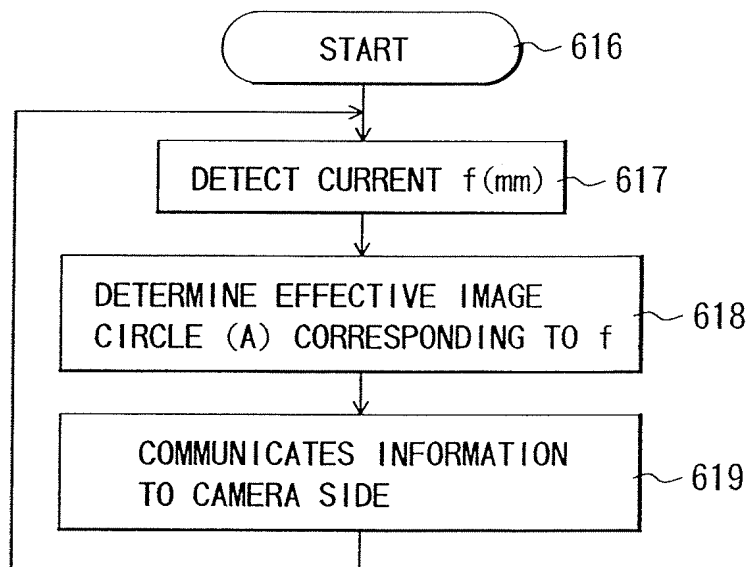 START
616
DETECT CURRENT f(mm)
617
DETERMINE EFFECTIVE IMAGE
CIRCLE (A) CORRESPONDING TO f
618
COMMUNICATES INFORMATION
TO CAMERA SIDE
619